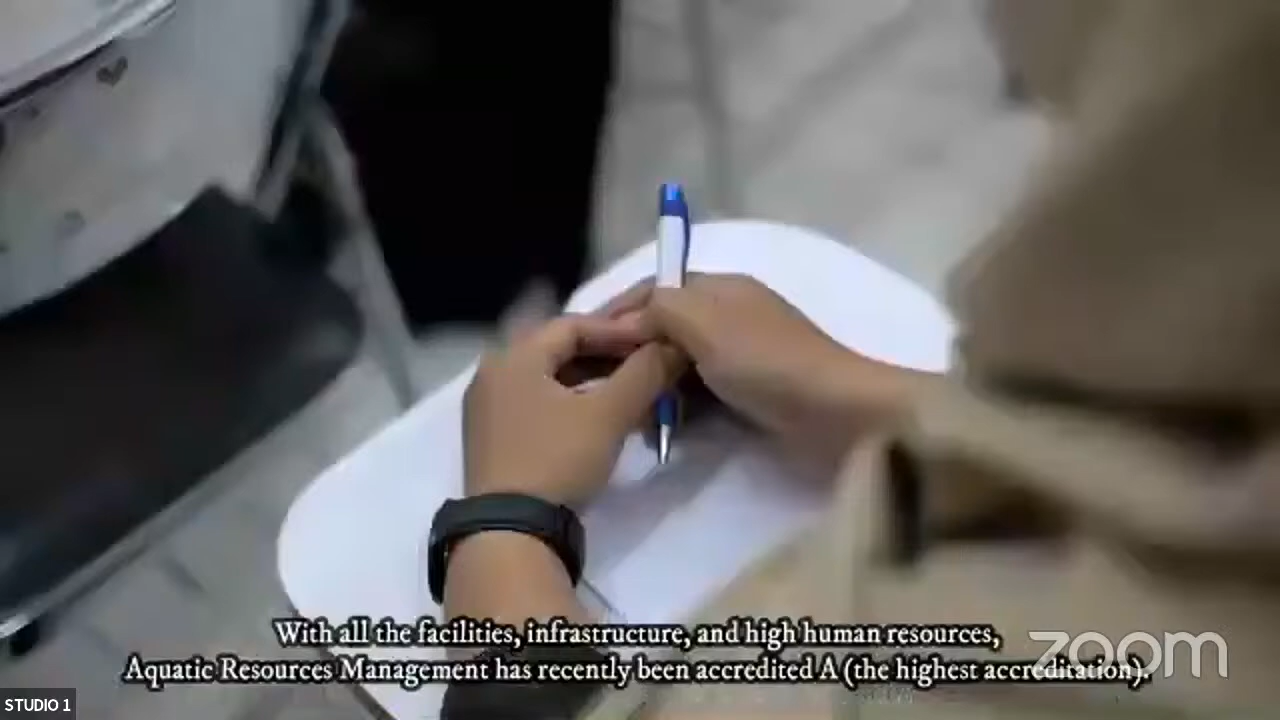 With all the facilities, infrastructure, and high human resources,
Aquatic Resources Management has recently been accredited A (the highest accreditation).
zoom
STUDIO 1